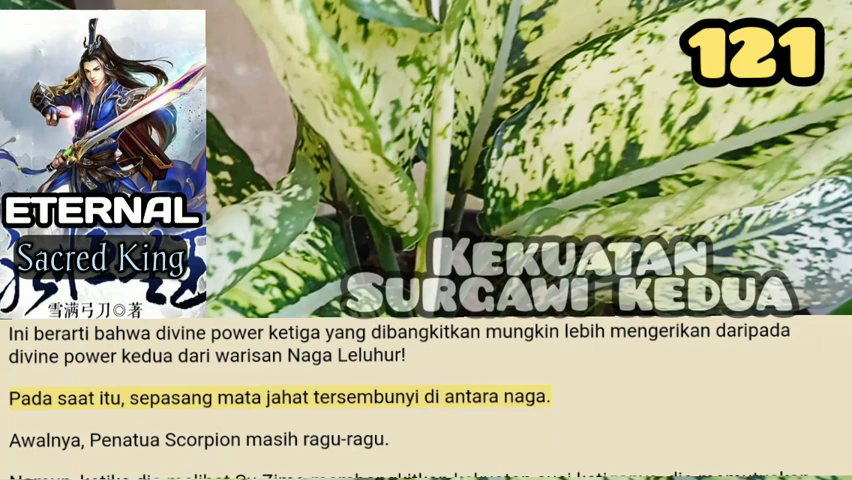 121
ETERNAL
Sacred King
雪满弓刀◎著
KEKUATAN
SURGAWI KEDUA
Ini berarti bahwa divine power ketiga yang dibangkitkan mungkin lebih mengerikan daripada
divine power kedua dari warisan Naga Leluhur!
Pada saat itu, sepasang mata jahat tersembunyi di antara naga.
Awalnya, Penatua Scorpion masih ragu-ragu.